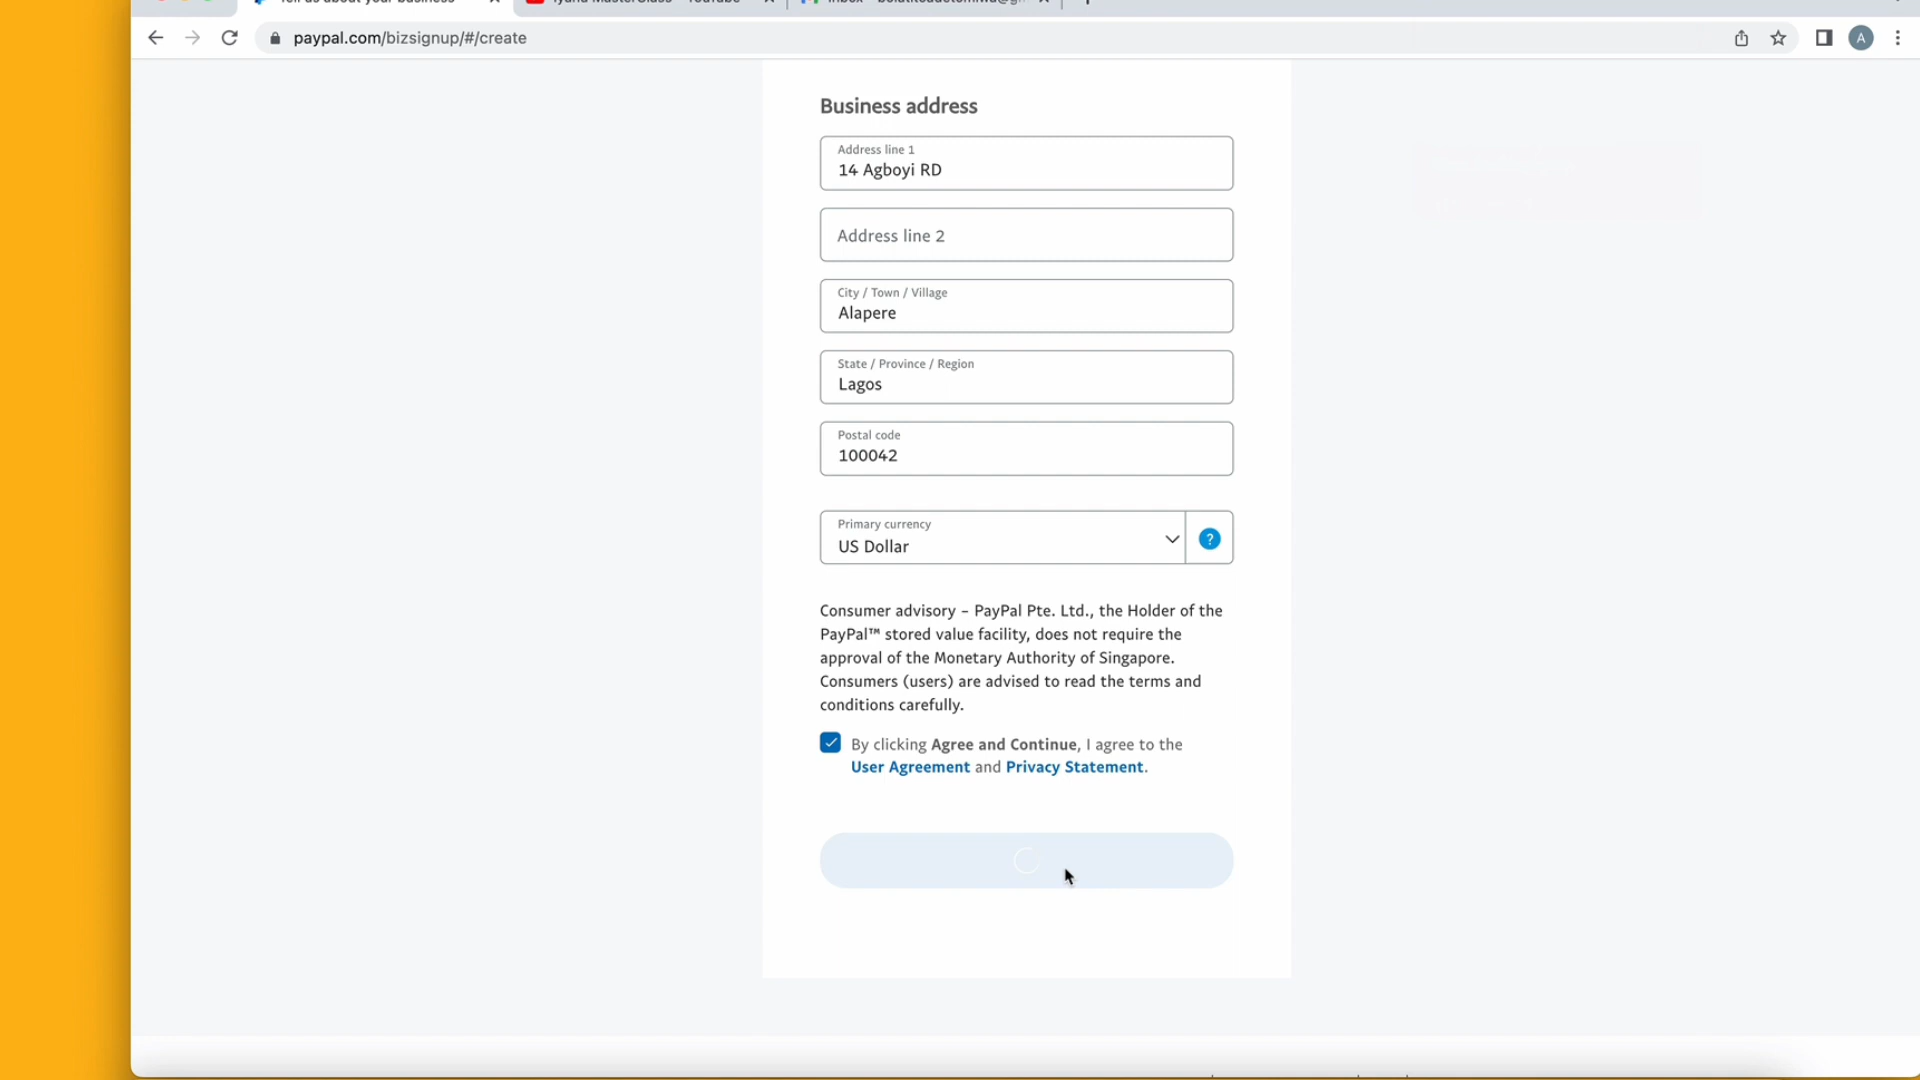 paypal.com/bizsignup/#/create
A
Business address
Address line 1
14 Agboyi RD
Address line 2
City / Town / Village
Alapere
State / Province / Region
Lagos
Postal code
100042
Primary currency
US Dollar
?
Consumer advisory – PayPal Pte. Ltd., the Holder of the
PayPal™ stored value facility, does not require the
approval of the Monetary Authority of Singapore.
Consumers (users) are advised to read the terms and
conditions carefully.
By clicking Agree and Continue, I agree to the
User Agreement and Privacy Statement.